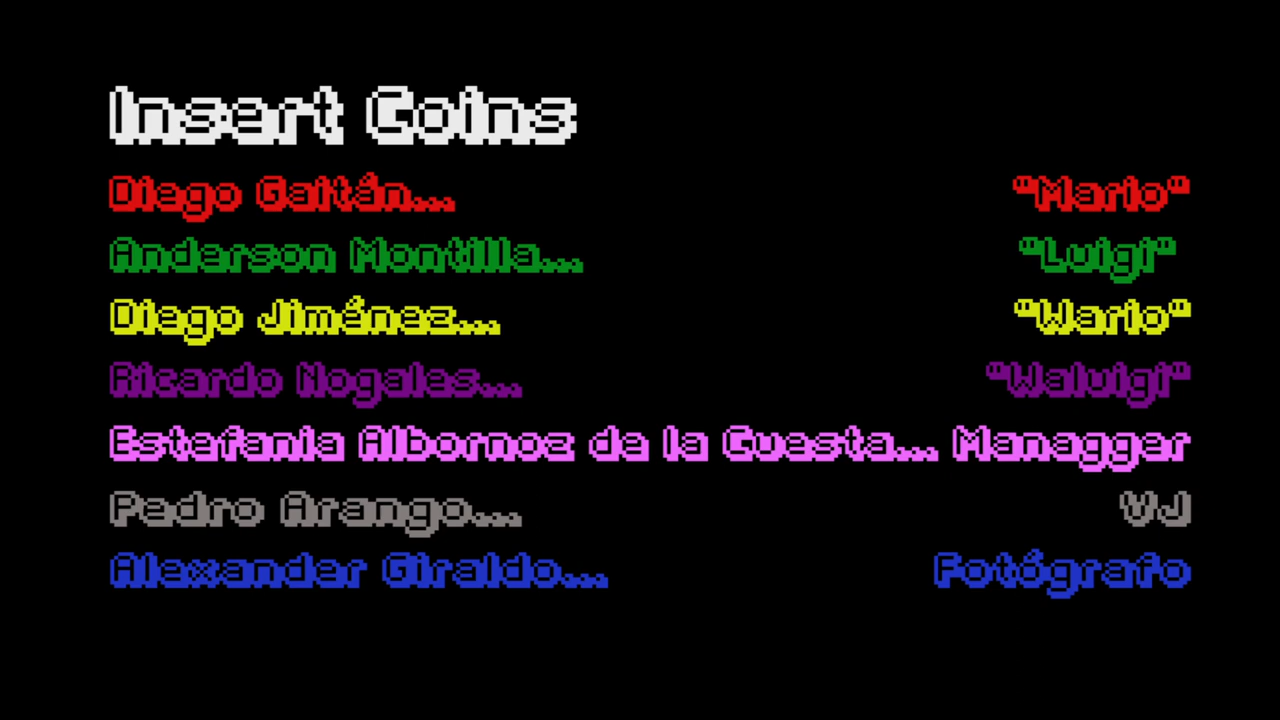 Insert Coins
Diego Gaitán... "Mario"
Anderson Montilla... "Luigi"
Diego Jiménez... "Wario"
Ricardo Nogales... "Waluigi"
Estefania Albornoz de la Cuesta... Managger
Pedro Arango... VJ
Alexander Giraldo... Fotógrafo